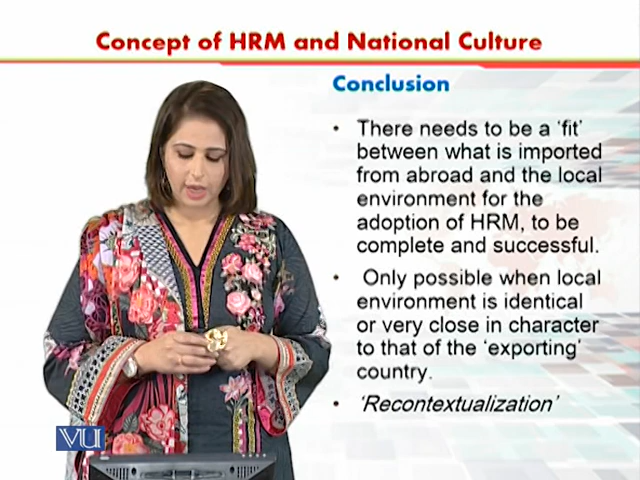 Concept of HRM and National Culture
Conclusion
• There needs to be a 'fit'
between what is imported
from abroad and the local
environment for the
adoption of HRM, to be
complete and successful.
• Only possible when local
environment is identical
or very close in character
to that of the 'exporting'
country.
• 'Recontextualization'
VU